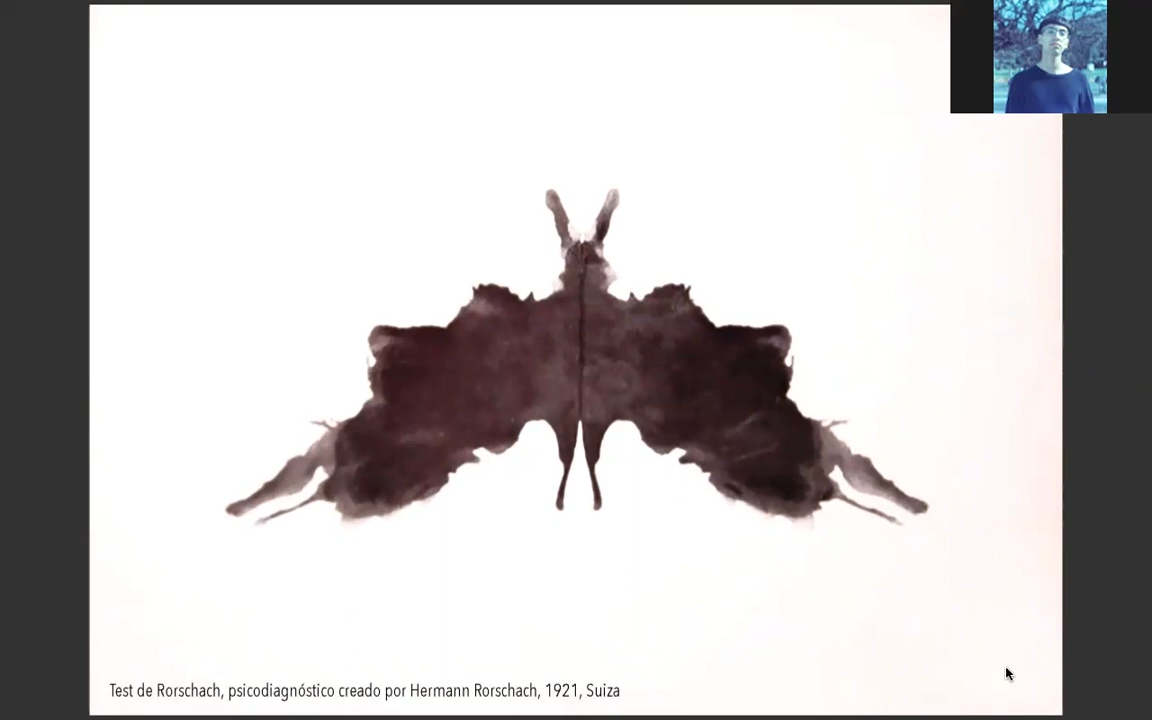 Test de Rorschach, psicodiagnóstico creado por Hermann Rorschach, 1921, Suiza